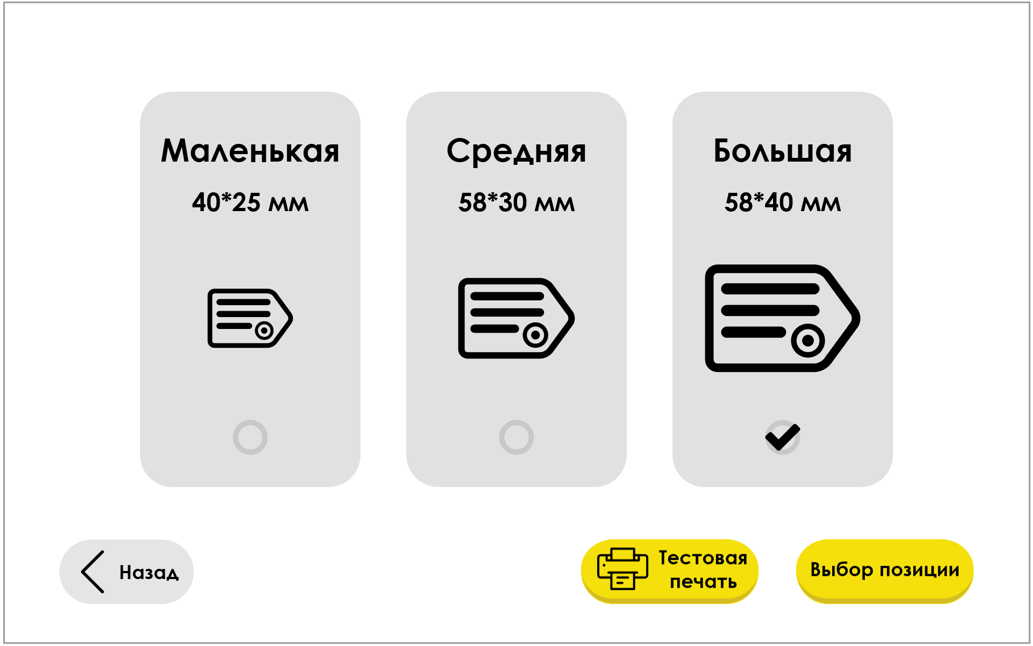 Маленькая
40*25 мм
Средняя
58*30 мм
Большая
58*40 мм
Назад
Тестовая
печать
Выбор позиции